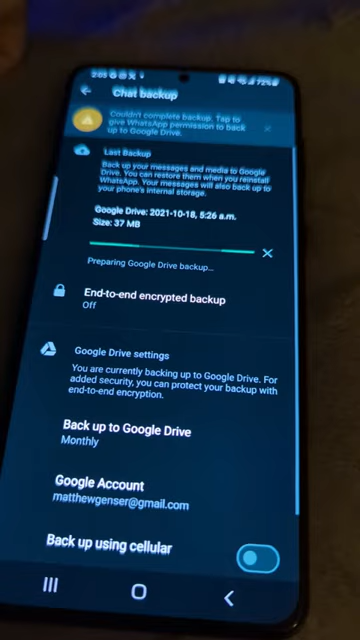 2:05
72%
Chat backup
Couldn't complete backup. Tap to
give WhatsApp permission to back
up to Google Drive.
Last Backup
Back up your messages and media to Google
Drive. You can restore them when you reinstall
WhatsApp. Your messages will also back up to
your phone's internal storage.
Google Drive: 2021-10-18, 5:26 a.m.
Size: 37 MB
Preparing Google Drive backup...
End-to-end encrypted backup
Off
Google Drive settings
You are currently backing up to Google Drive. For
added security, you can protect your backup with
end-to-end encryption.
Back up to Google Drive
Monthly
Google Account
matthewgenser@gmail.com
Back up using cellular